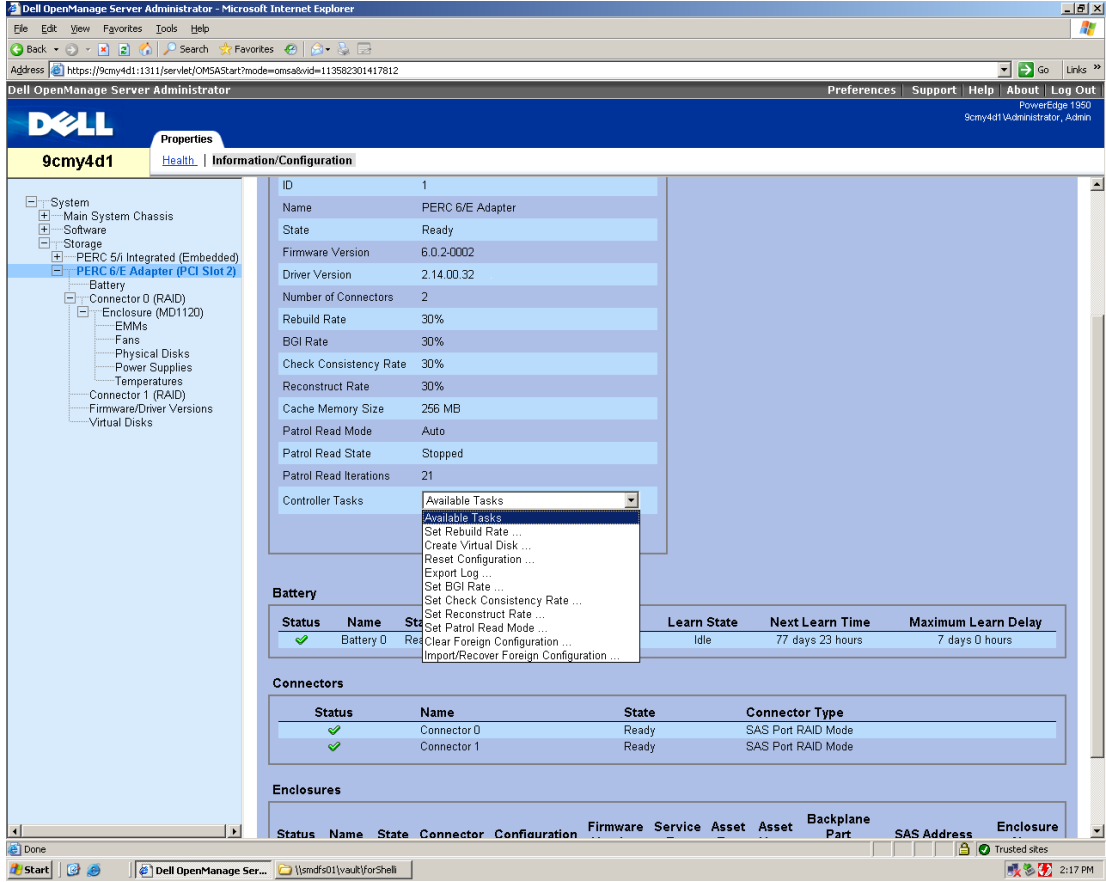 Dell OpenManage Server Administrator - Microsoft Internet Explorer
File Edit View Favorites Tools Help
Back Search Favorites
Address https://9cmy4d1:1311/servlet/OMSAStart?mode=omsa&vid=113582301417812 Go Links »
Dell OpenManage Server Administrator Preferences | Support | Help | About | Log Out
PowerEdge 1950
9cmy4d1\Administrator, Admin
DELL
Properties
9cmy4d1 Health | Information/Configuration
System
Main System Chassis
Software
Storage
PERC 5/i Integrated (Embedded)
PERC 6/E Adapter (PCI Slot 2)
Battery
Connector 0 (RAID)
Enclosure (MD1120)
EMMs
Fans
Physical Disks
Power Supplies
Temperatures
Connector 1 (RAID)
Firmware/Driver Versions
Virtual Disks
ID 1
Name PERC 6/E Adapter
State Ready
Firmware Version 6.0.2-0002
Driver Version 2.14.00.32
Number of Connectors 2
Rebuild Rate 30%
BGI Rate 30%
Check Consistency Rate 30%
Reconstruct Rate 30%
Cache Memory Size 256 MB
Patrol Read Mode Auto
Patrol Read State Stopped
Patrol Read Iterations 21
Controller Tasks Available Tasks
Available Tasks
Set Rebuild Rate ...
Create Virtual Disk ...
Reset Configuration ...
Export Log ...
Set BGI Rate ...
Set Check Consistency Rate ...
Set Reconstruct Rate ...
Set Patrol Read Mode ...
Clear Foreign Configuration ...
Import/Recover Foreign Configuration ...
Battery
Status Name Learn State Next Learn Time Maximum Learn Delay
Battery 0 Idle 77 days 23 hours 7 days 0 hours
Connectors
Status Name State Connector Type
Connector 0 Ready SAS Port RAID Mode
Connector 1 Ready SAS Port RAID Mode
Enclosures
Status Name State Connector Configuration Firmware Service Asset Asset Backplane Part SAS Address Enclosure
Done Trusted sites
Start Dell OpenManage Ser... \\smdfs01\vault\forShelli 2:17 PM